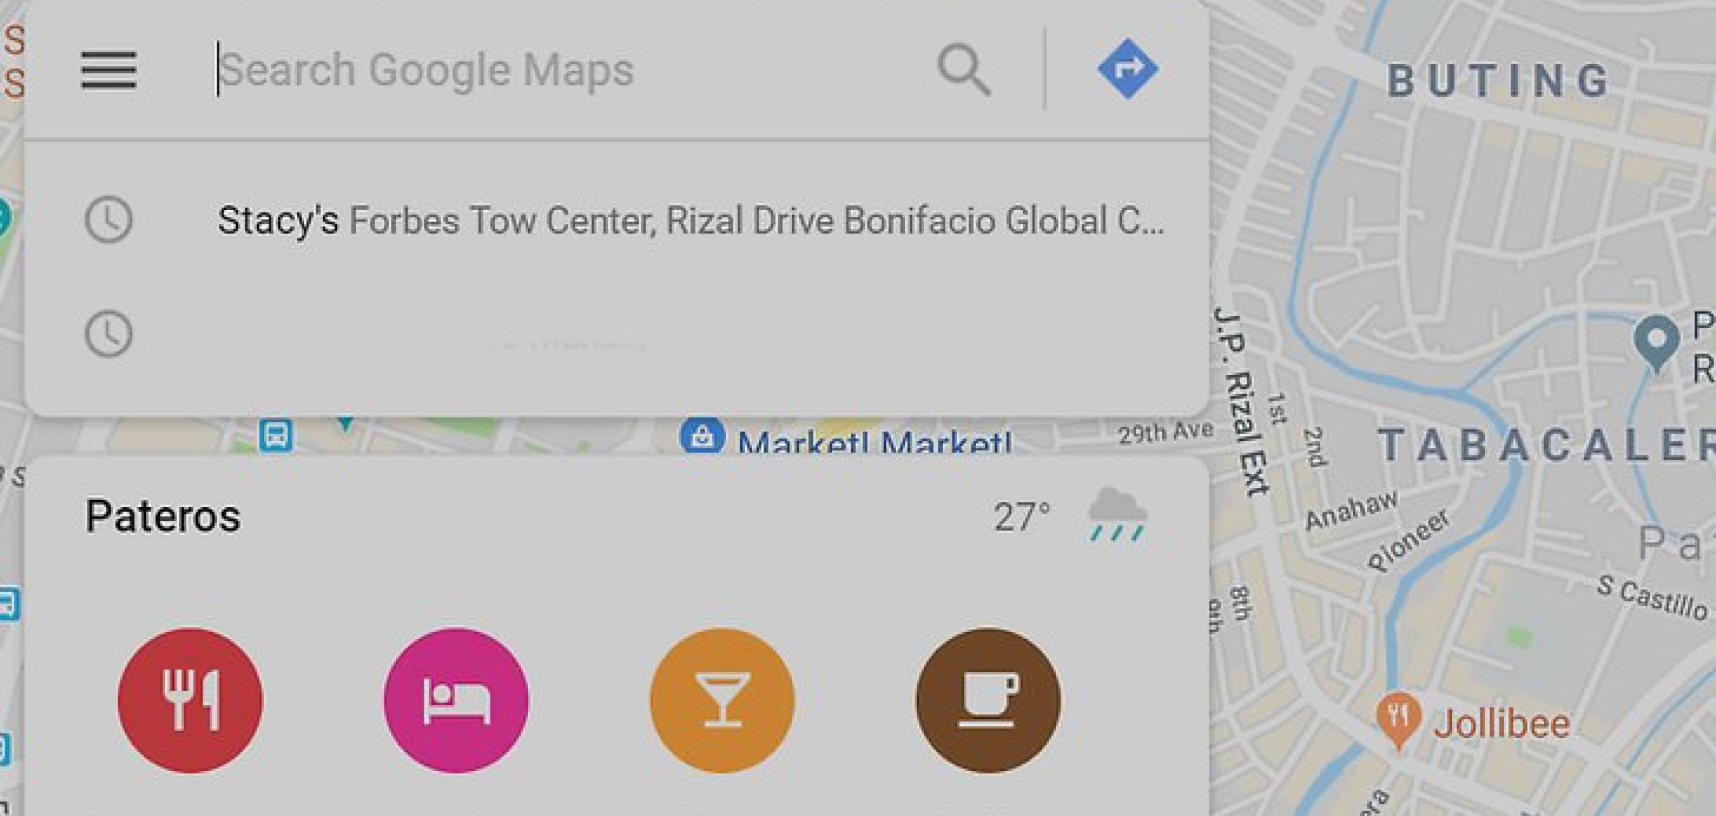 S
S
Search Google Maps
BUTING
Stacy's Forbes Tow Center, Rizal Drive Bonifacio Global C...
P
R
J.P. Rizal Ext
1st
2nd
Market! Market!
29th Ave
TABACALER
S
Pateros
27°
Anahaw
Pioneer
Pa
S Castillo
8th
9th
Jollibee